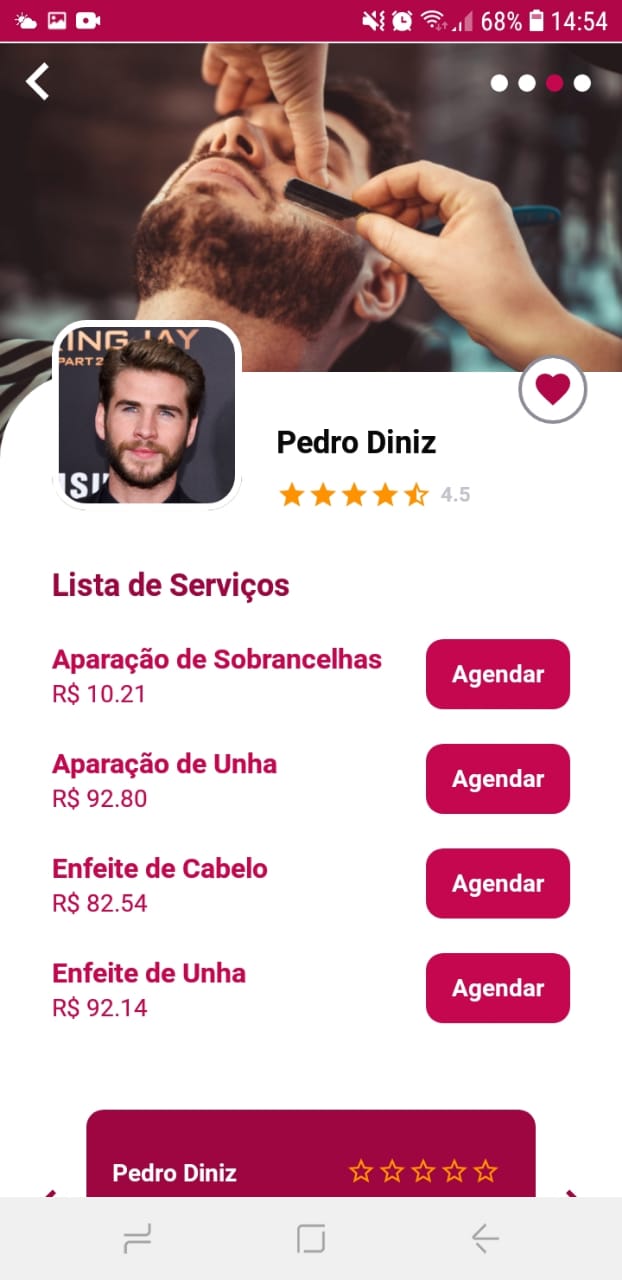 68% 14:54
ING JAY
PART 2
Pedro Diniz
4.5
Lista de Serviços
Aparação de Sobrancelhas
R$ 10.21
Agendar
Aparação de Unha
R$ 92.80
Agendar
Enfeite de Cabelo
R$ 82.54
Agendar
Enfeite de Unha
R$ 92.14
Agendar
Pedro Diniz